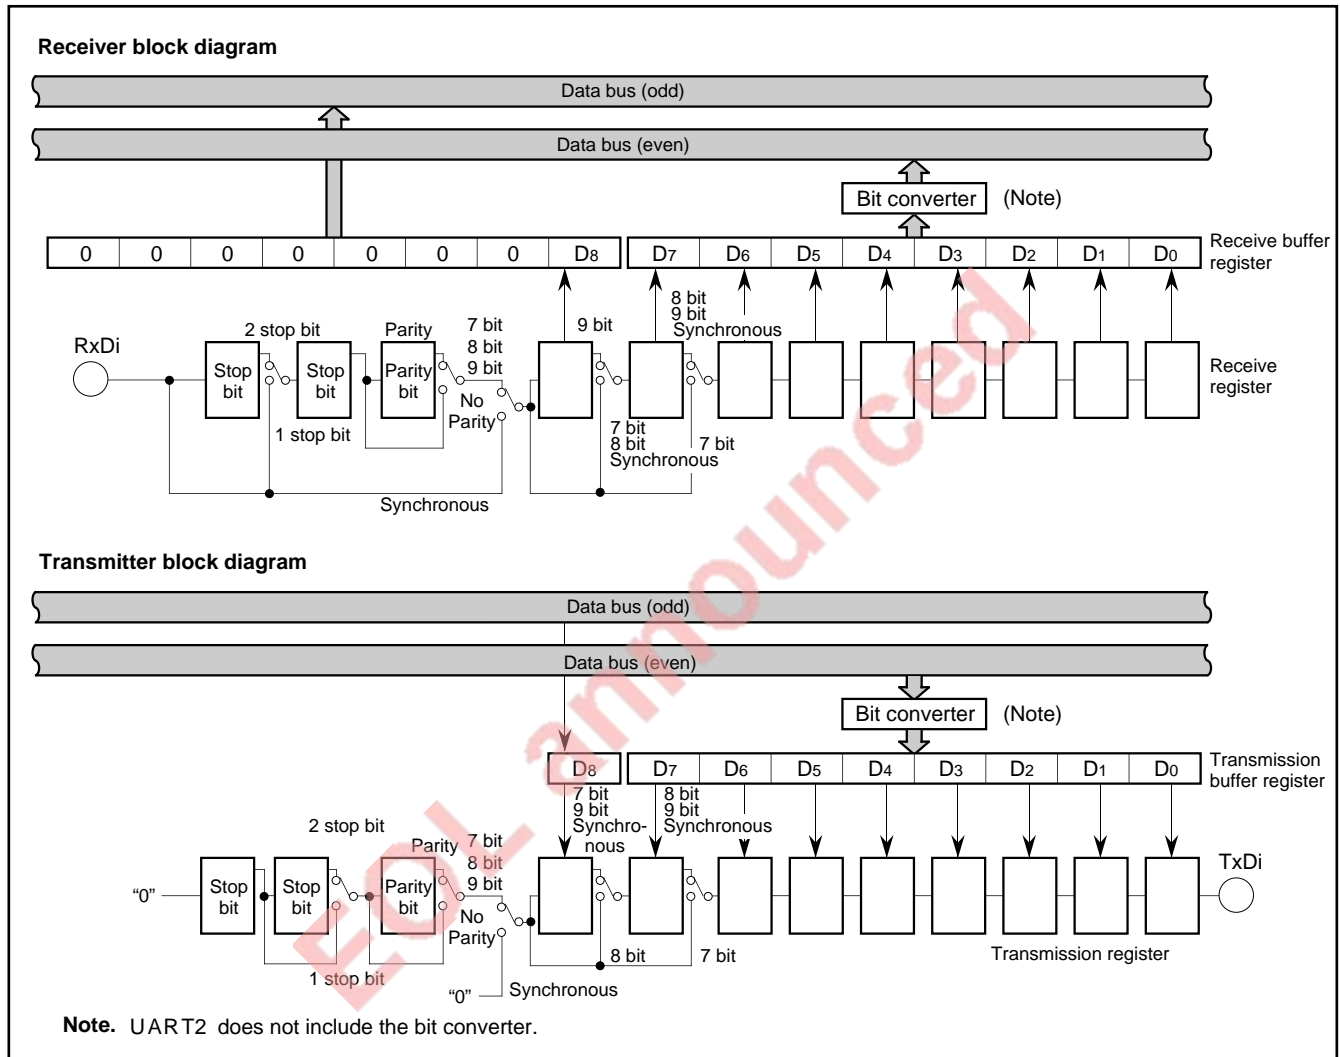 Receiver block diagram
Data bus (odd)
Data bus (even)
Bit converter (Note)
0 0 0 0 0 0 0 D8 D7 D6 D5 D4 D3 D2 D1 D0
Receive buffer
register
RxDi
2 stop bit
Parity
7 bit
8 bit
9 bit
9 bit
8 bit
9 bit
Synchronous
Stop
bit
Stop
bit
Parity
bit
Receive
register
1 stop bit
No
Parity
7 bit
8 bit
Synchronous
7 bit
Synchronous
Transmitter block diagram
Data bus (odd)
Data bus (even)
Bit converter (Note)
D8 D7 D6 D5 D4 D3 D2 D1 D0
Transmission
buffer register
7 bit
9 bit
Synchro-
nous
8 bit
9 bit
Synchronous
2 stop bit
Parity
7 bit
8 bit
9 bit
TxDi
“0”
Stop
bit
Stop
bit
Parity
bit
No
Parity
1 stop bit
8 bit
7 bit
Transmission register
“0”
Synchronous
Note. UART2 does not include the bit converter.
EOL announced